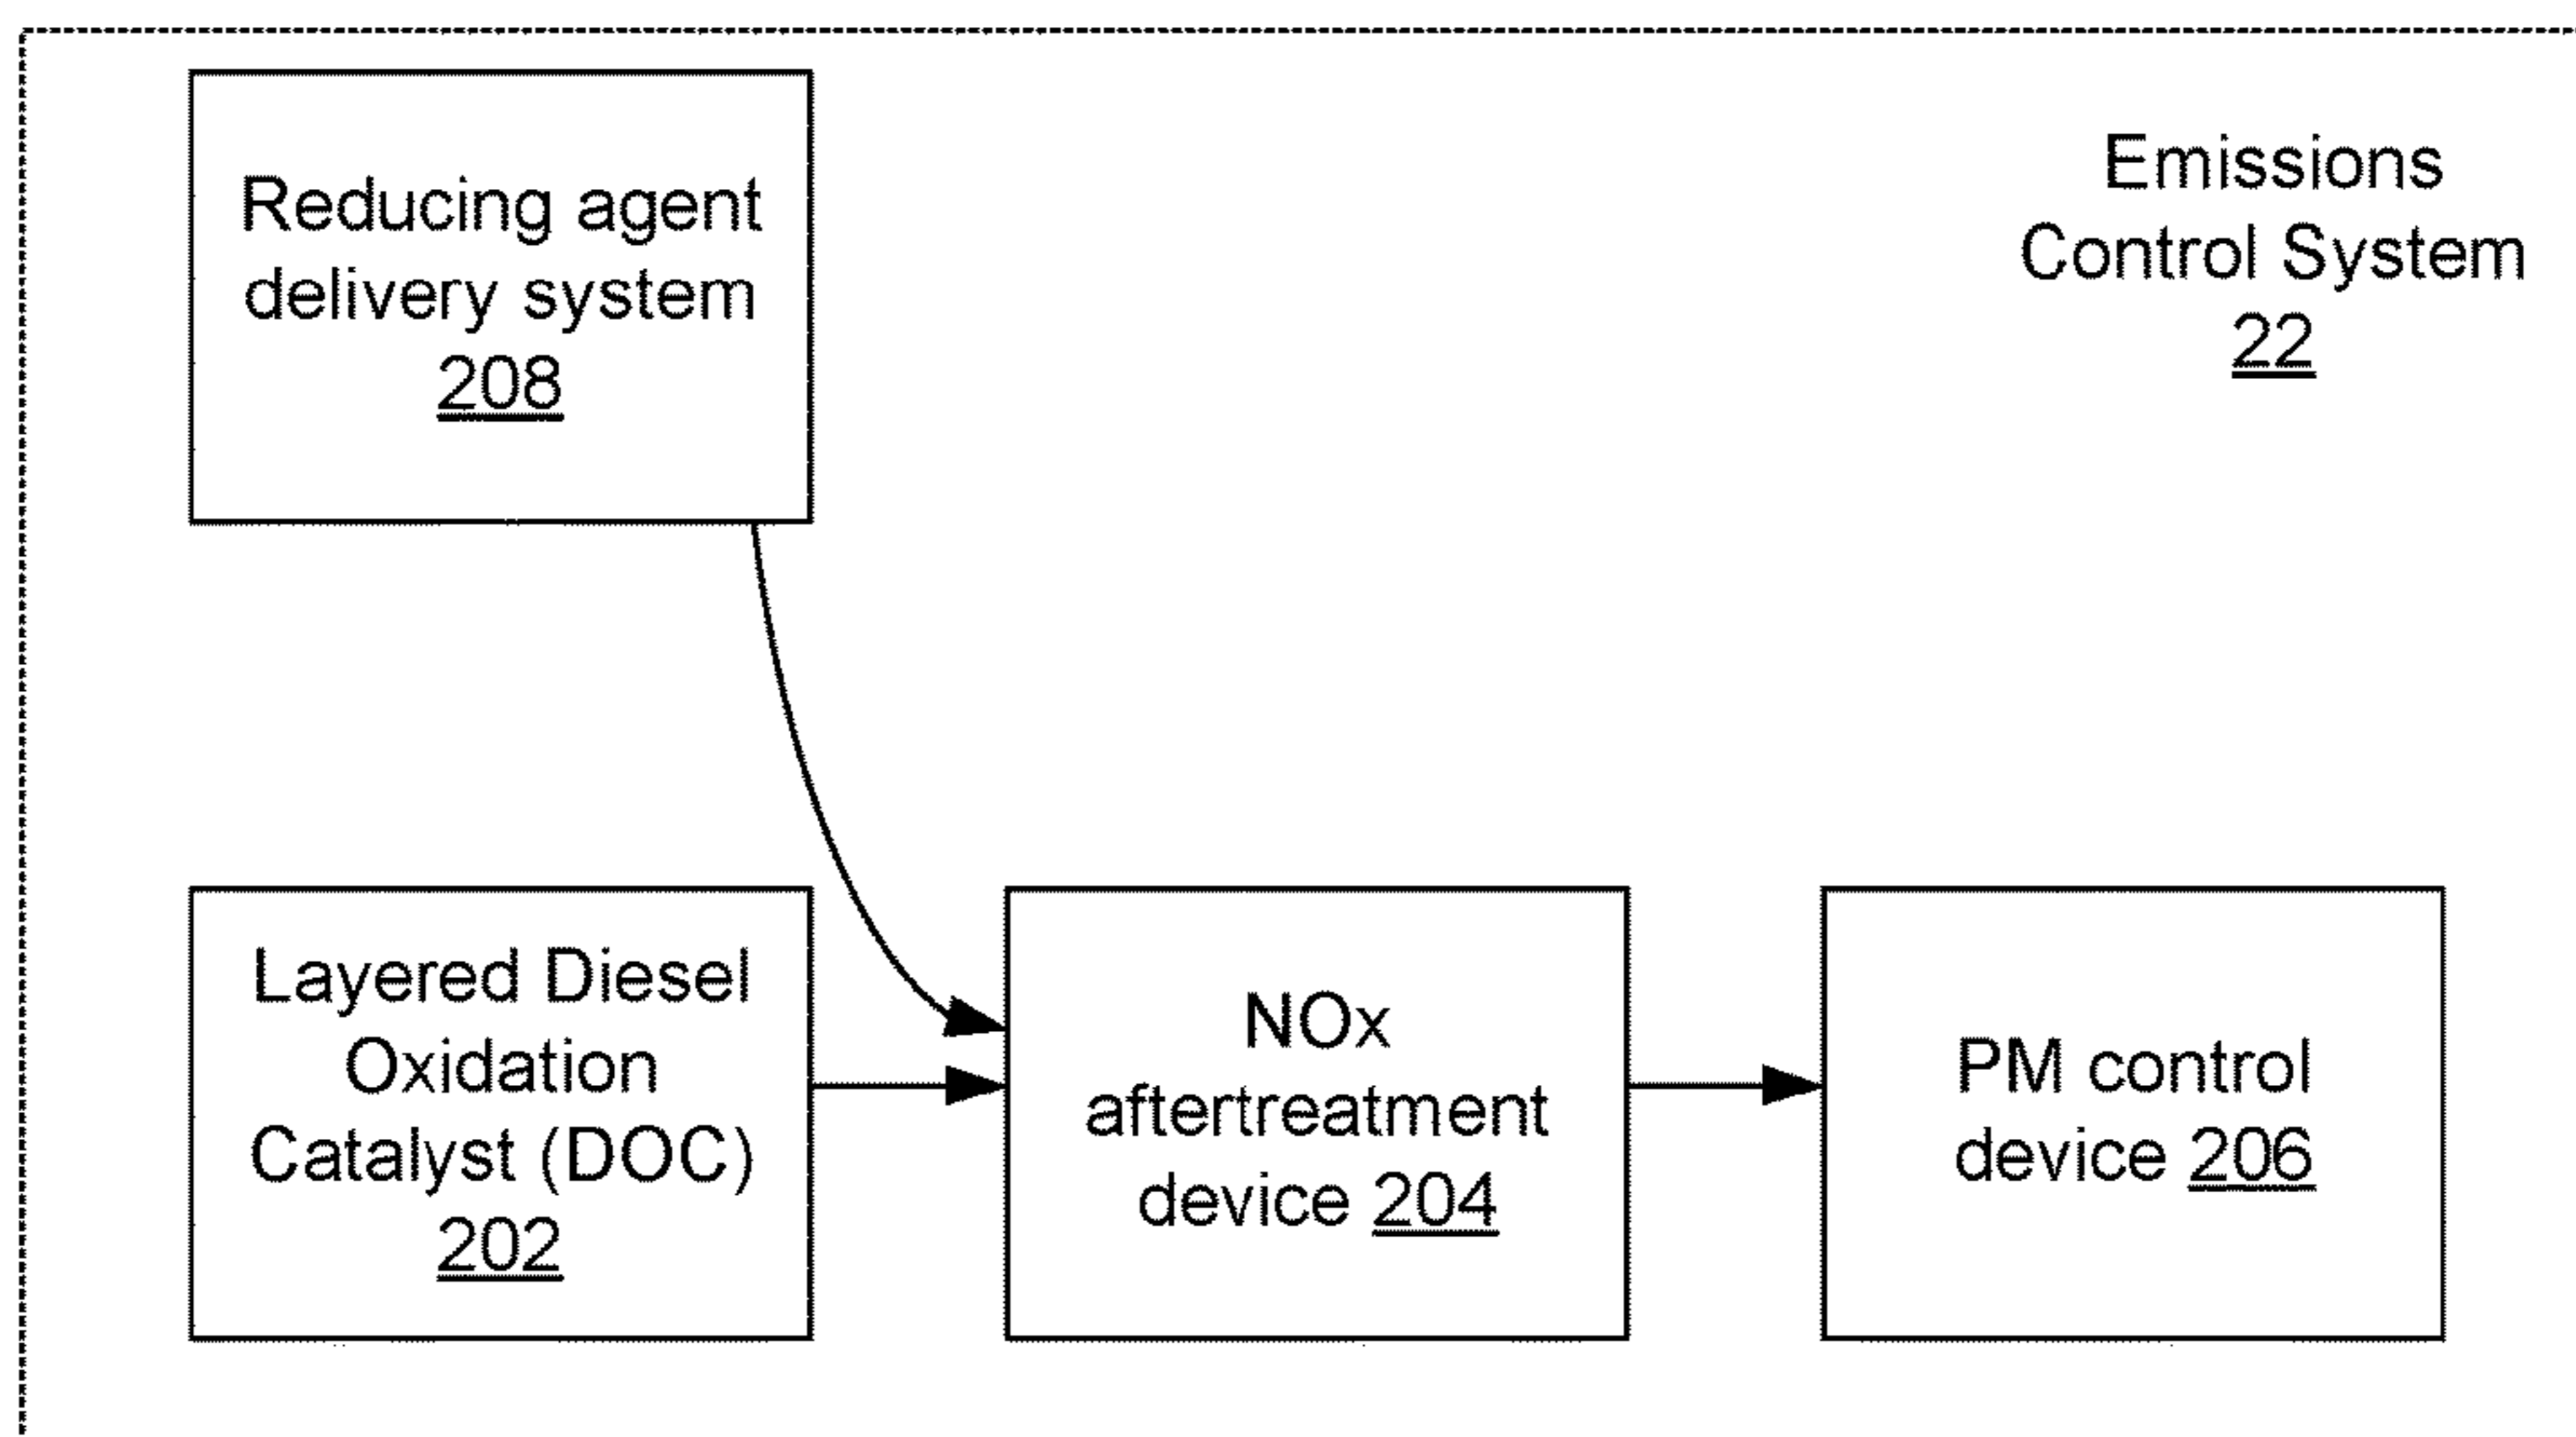 Reducing agent
delivery system
208
Emissions
Control System
22
Layered Diesel
Oxidation
Catalyst (DOC)
202
NOx
aftertreatment
device 204
PM control
device 206